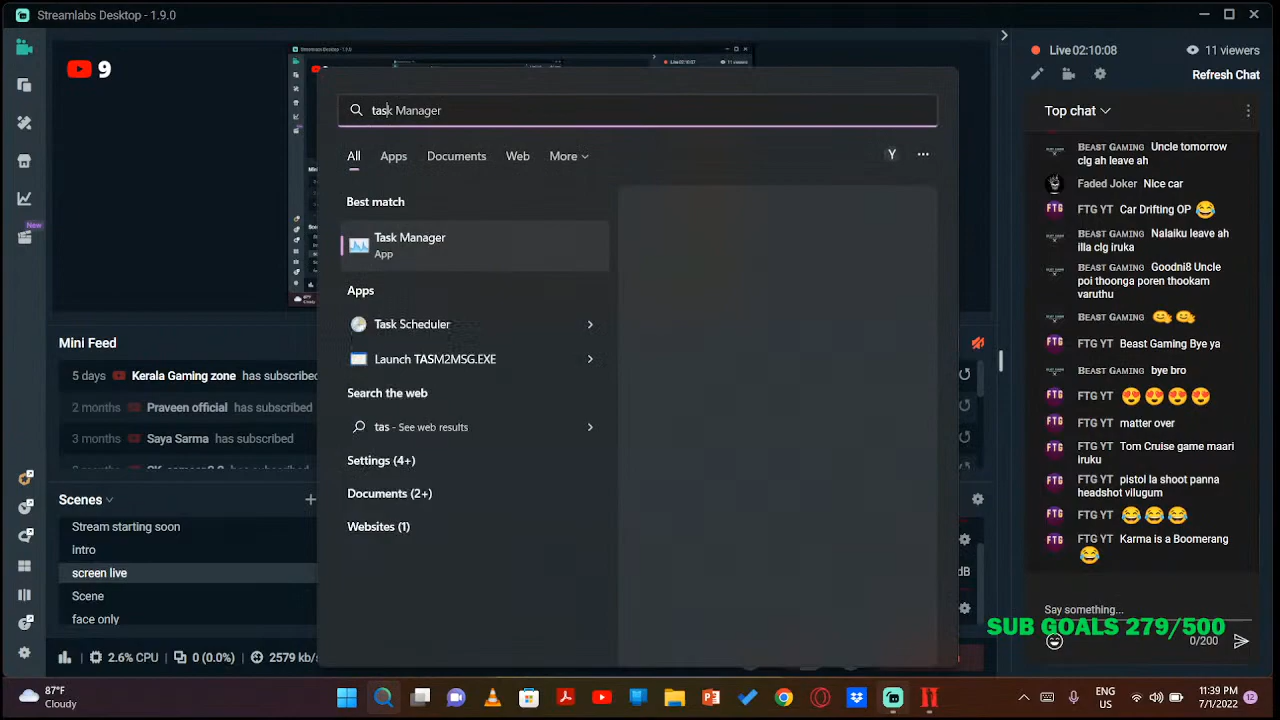 Streamlabs Desktop - 1.9.0
9
Live 02:10:08
11 viewers
Refresh Chat
task Manager
All Apps Documents Web More
Y
Best match
Task Manager
App
Apps
Task Scheduler
Launch TASM2MSG.EXE
Search the web
tas - See web results
Settings (4+)
Documents (2+)
Websites (1)
New
Mini Feed
5 days Kerala Gaming zone has subscribed
2 months Praveen official has subscribed
3 months Saya Sarma has subscribed
Scenes
Stream starting soon
Intro
screen live
Scene
face only
2.6% CPU 0 (0.0%) 2579 kb/
dB
Top chat
BEAST GAMING Uncle tomorrow
clg ah leave ah
Faded Joker Nice car
FTG YT Car Drifting OP 😂
BEAST GAMING Nalaiku leave ah
illa clg iruka
BEAST GAMING Goodni8 Uncle
poi thoonga poren thookam
varuthu
BEAST GAMING 🤗🤗
FTG YT Beast Gaming Bye ya
BEAST GAMING bye bro
FTG YT 😍😍😍😍
FTG YT matter over
FTG YT Tom Cruise game maari
iruku
FTG YT pistol la shoot panna
headshot vilugum
FTG YT 😂😂😂
FTG YT Karma is a Boomerang
😂
Say something...
SUB GOALS 279/500
0/200
87°F
Cloudy
ENG
US
11:39:51 PM
7/1/2022
12